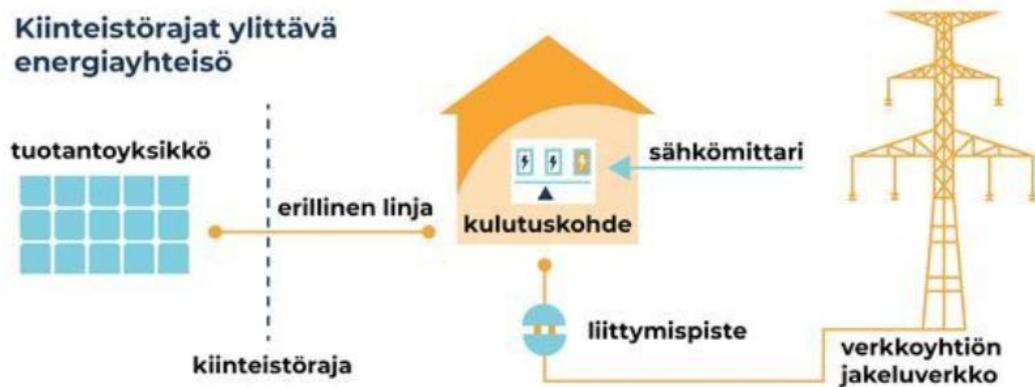 Kiinteistörajat ylittävä
energiayhteisö
tuotantoyksikkö
erillinen linja
kiinteistöraja
kulutuskohde
sähkömittari
liittymispiste
verkkoyhtiön
jakeluverkko